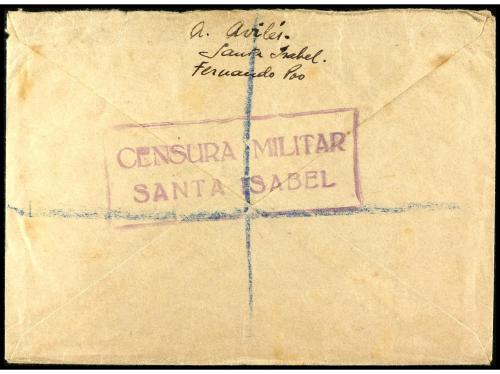 A. Avilés.
Santa Isabel.
Fernando Poo
CENSURA MILITAR
SANTA ISABEL